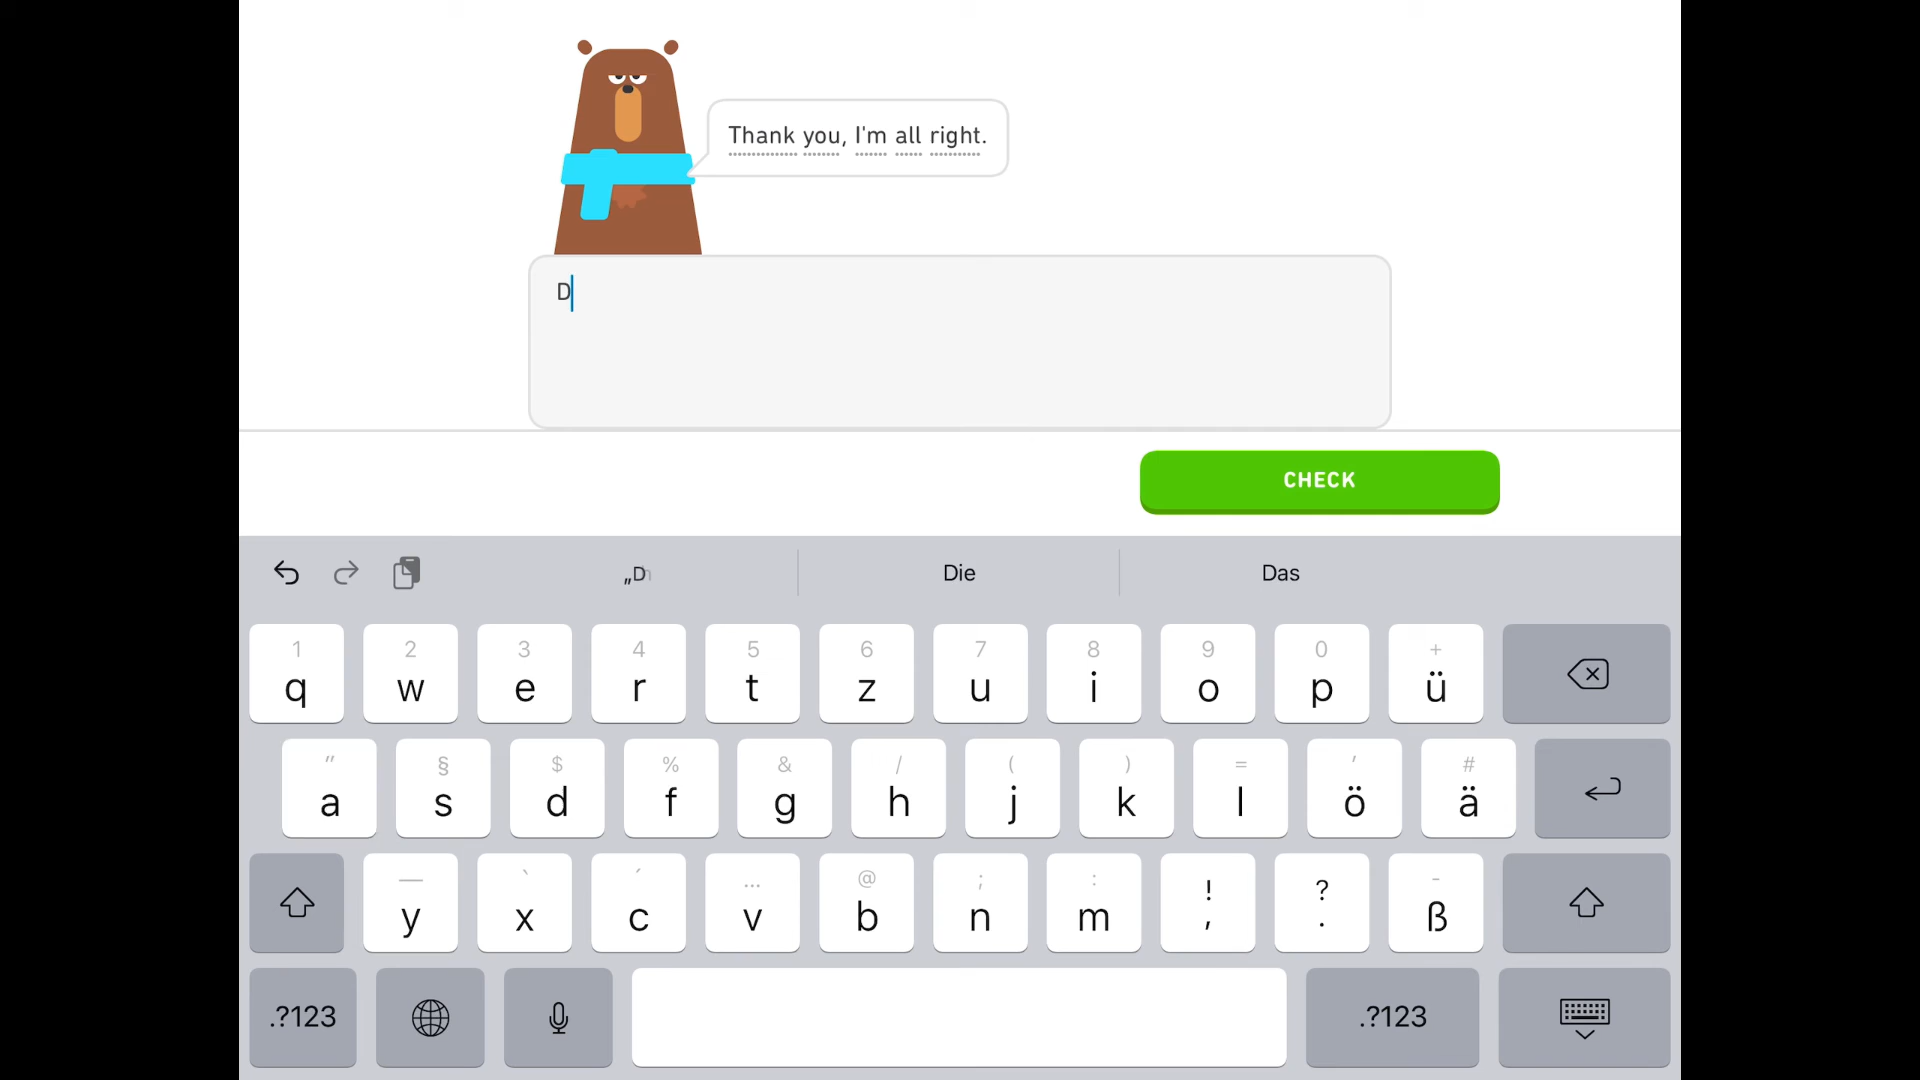 Thank you, I'm all right.
D
CHECK
„D Die Das
1 2 3 4 5 6 7 8 9 0 +
q w e r t z u i o p ü
" § $ % & / ( ) = ' #
a s d f g h j k l ö ä
— ` ´ ... @ ; : ! ? -
y x c v b n m , . ß
.?123 .?123